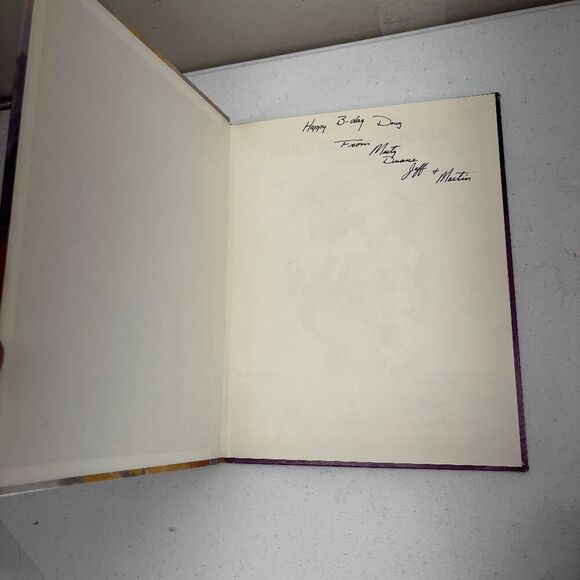 Happy B-day Doug
From Marty
Duane
Jeff & Martin